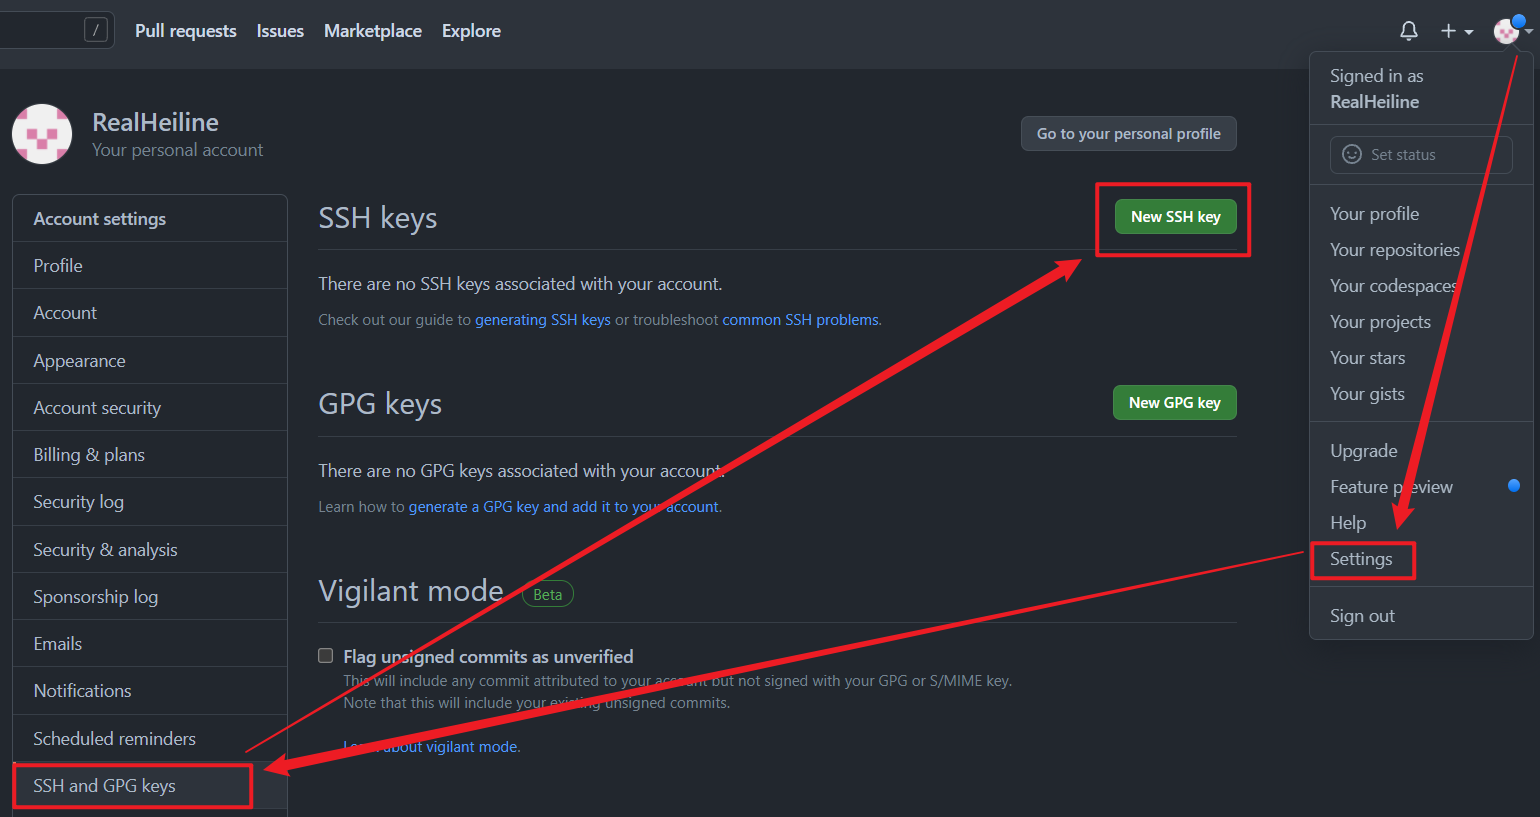 /
Pull requests
Issues
Marketplace
Explore
RealHeiline
Your personal account
Go to your personal profile
Account settings
Profile
Account
Appearance
Account security
Billing & plans
Security log
Security & analysis
Sponsorship log
Emails
Notifications
Scheduled reminders
SSH and GPG keys
SSH keys
New SSH key
There are no SSH keys associated with your account.
Check out our guide to generating SSH keys or troubleshoot common SSH problems.
GPG keys
New GPG key
There are no GPG keys associated with your account.
Learn how to generate a GPG key and add it to your account.
Vigilant mode
Beta
Flag unsigned commits as unverified
This will include any commit attributed to your account but not signed with your GPG or S/MIME key.
Note that this will include your existing unsigned commits.
Learn about vigilant mode.
Signed in as
RealHeiline
Set status
Your profile
Your repositories
Your codespaces
Your projects
Your stars
Your gists
Upgrade
Feature preview
Help
Settings
Sign out